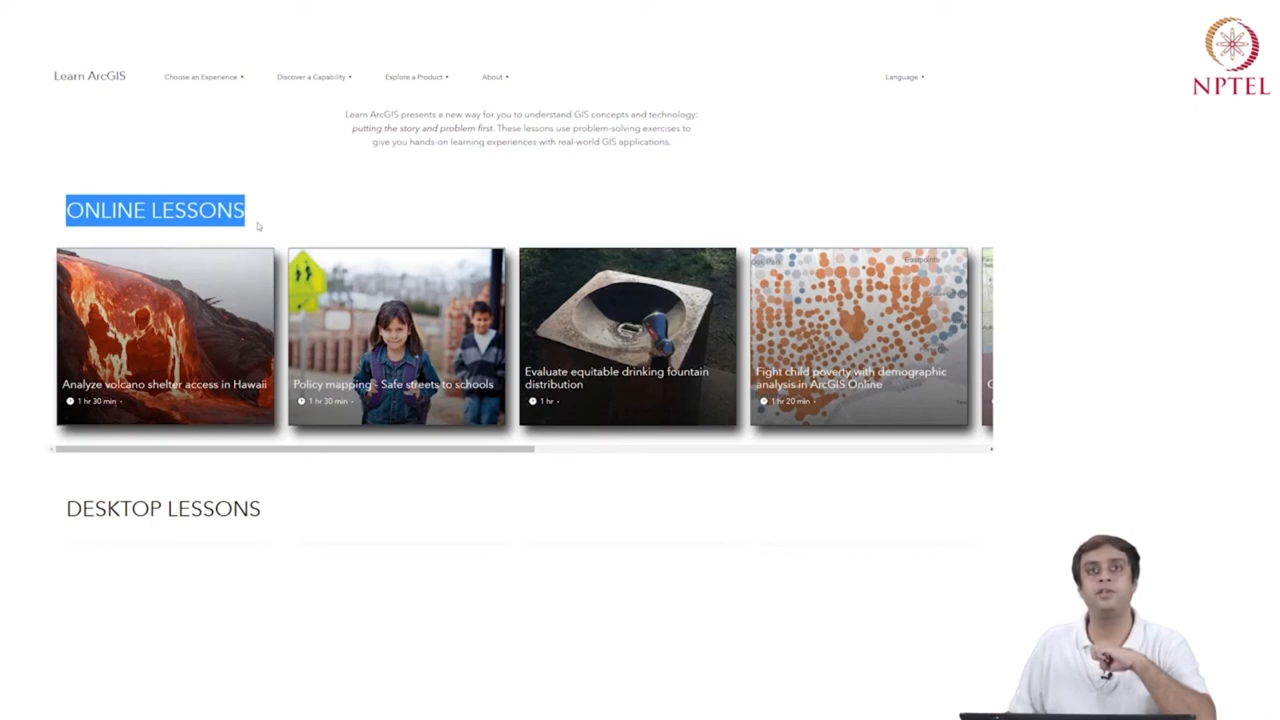 NPTEL
Learn ArcGIS
Choose an Experience
Discover a Capability
Explore a Product
About
Language
Learn ArcGIS presents a new way for you to understand GIS concepts and technology:
putting the story and problem first. These lessons use problem-solving exercises to
give you hands-on learning experiences with real-world GIS applications.
ONLINE LESSONS
Analyze volcano shelter access in Hawaii
1 hr 30 min
Policy mapping - Safe streets to schools
1 hr 30 min
Evaluate equitable drinking fountain
distribution
1 hr
Fight child poverty with demographic
analysis in ArcGIS Online
1 hr 20 min
DESKTOP LESSONS